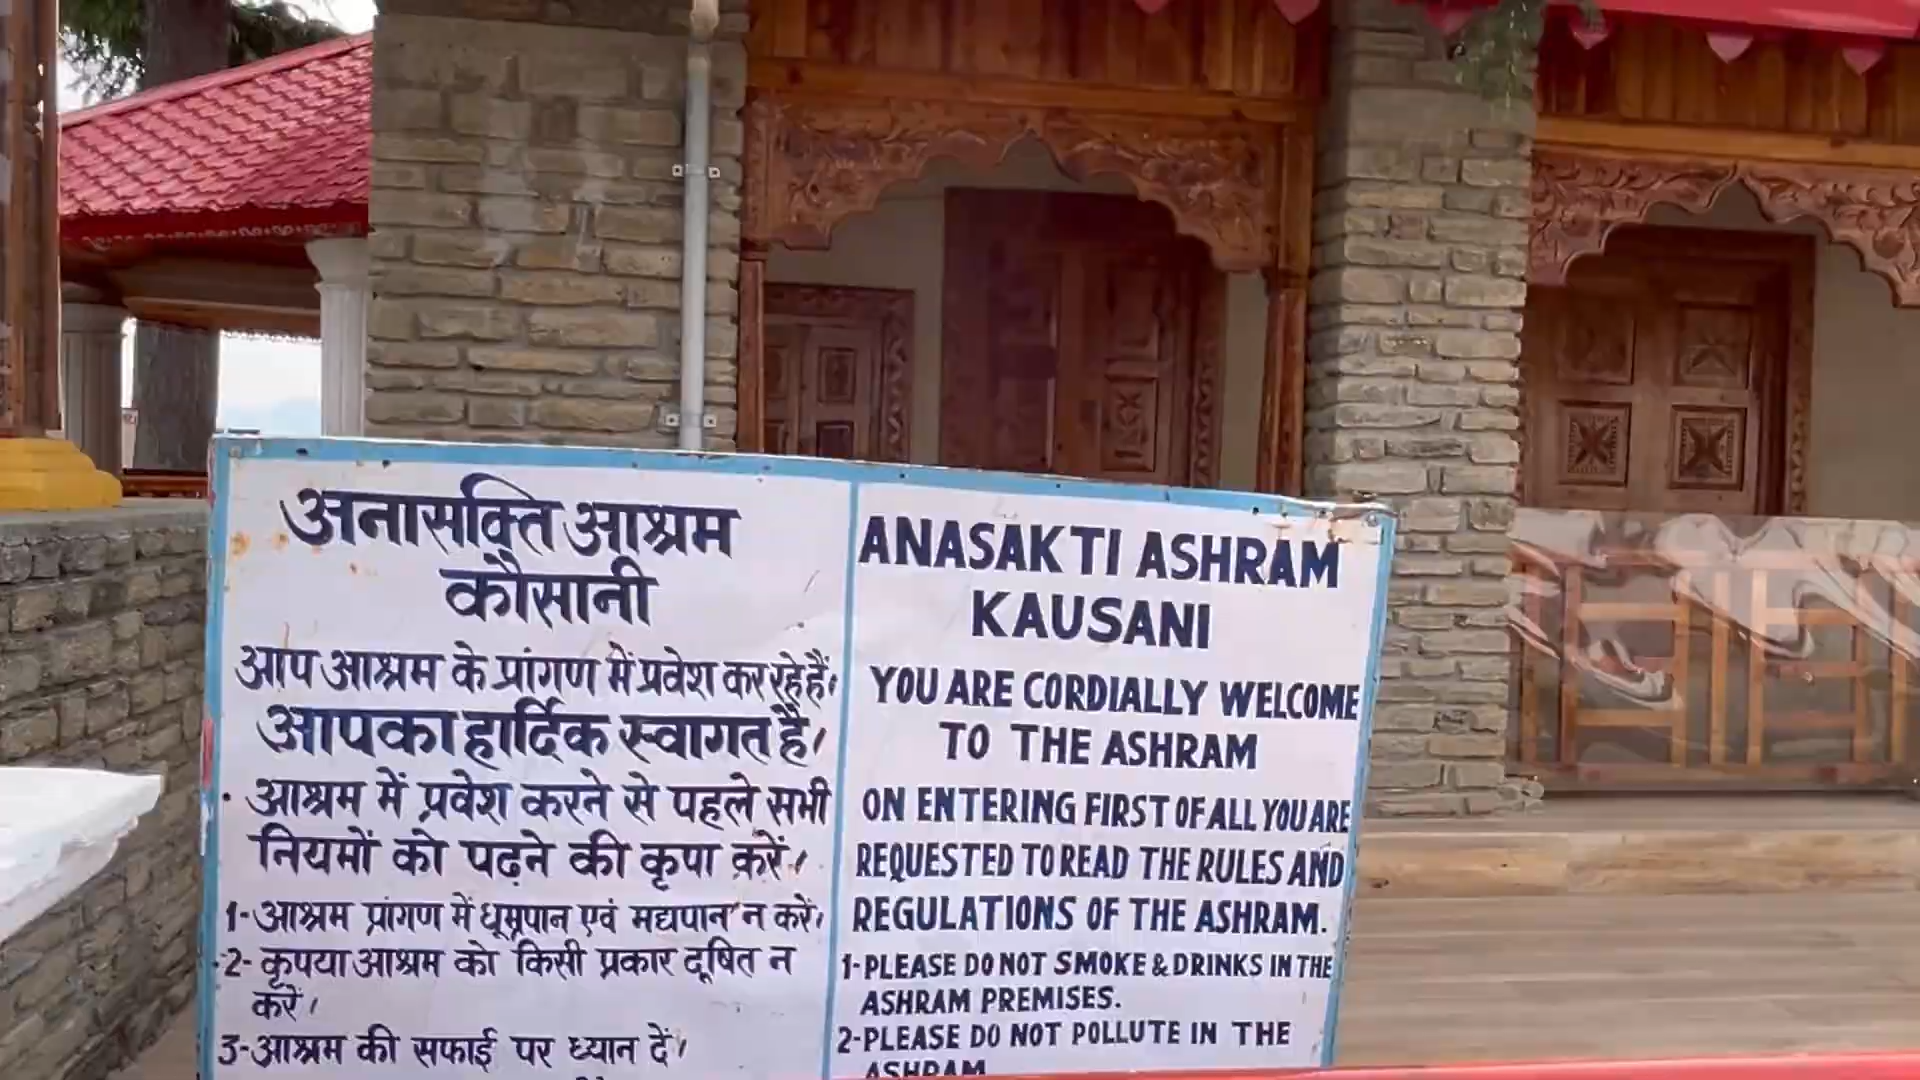 अनासक्ति आश्रम
कौसानी
आप आश्रम के प्रांगण में प्रवेश कर रहे हैं,
आपका हार्दिक स्वागत है।
· आश्रम में प्रवेश करने से पहले सभी
नियमों को पढ़ने की कृपा करें।
1-आश्रम प्रांगण में धूम्रपान एवं मद्यपान न करें।
2- कृपया आश्रम को किसी प्रकार दूषित न
करें।
3-आश्रम की सफाई पर ध्यान दें।
ANASAKTI ASHRAM
KAUSANI
YOU ARE CORDIALLY WELCOME
TO THE ASHRAM
ON ENTERING FIRST OF ALL YOU ARE
REQUESTED TO READ THE RULES AND
REGULATIONS OF THE ASHRAM.
1-PLEASE DO NOT SMOKE & DRINKS IN THE
ASHRAM PREMISES.
2-PLEASE DO NOT POLLUTE IN THE
ASHRAM